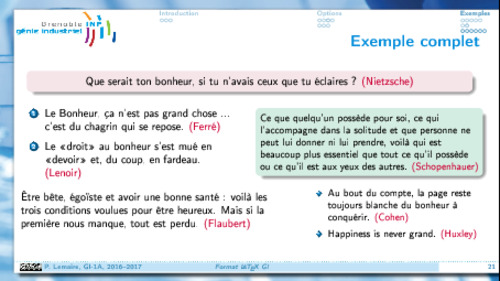 Introduction
Options
Exemples
Grenoble INP
génie industriel
Exemple complet
Que serait ton bonheur, si tu n'avais ceux que tu éclaires ? (Nietzsche)
1 Le Bonheur, ça n'est pas grand chose ...
c'est du chagrin qui se repose. (Ferré)
2 Le «droit» au bonheur s'est mué en
«devoir» et, du coup, en fardeau.
(Lenoir)
Être bête, égoïste et avoir une bonne santé : voilà les
trois conditions voulues pour être heureux. Mais si la
première nous manque, tout est perdu. (Flaubert)
Ce que quelqu'un possède pour soi, ce qui
l'accompagne dans la solitude et que personne ne
peut lui donner ni lui prendre, voilà qui est
beaucoup plus essentiel que tout ce qu'il possède
ou ce qu'il est aux yeux des autres. (Schopenhauer)
Au bout du compte, la page reste
toujours blanche du bonheur à
conquérir. (Cohen)
Happiness is never grand. (Huxley)
P. Lemaire, GI-1A, 2016–2017
Format LaTeX GI
21